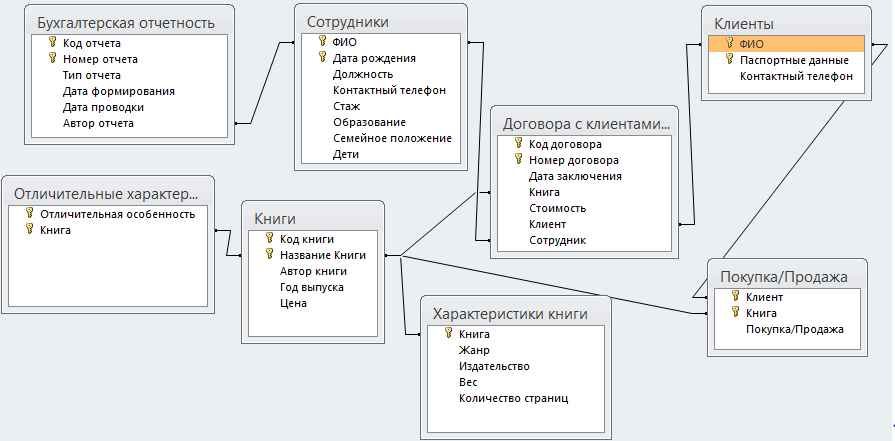 Бухгалтерская отчетность
Код отчета
Номер отчета
Тип отчета
Дата формирования
Дата проводки
Автор отчета
Сотрудники
ФИО
Дата рождения
Должность
Контактный телефон
Стаж
Образование
Семейное положение
Дети
Клиенты
ФИО
Паспортные данные
Контактный телефон
Договора с клиентами...
Код договора
Номер договора
Дата заключения
Книга
Стоимость
Клиент
Сотрудник
Отличительные характер...
Отличительная особенность
Книга
Книги
Код книги
Название Книги
Автор книги
Год выпуска
Цена
Характеристики книги
Книга
Жанр
Издательство
Вес
Количество страниц
Покупка/Продажа
Клиент
Книга
Покупка/Продажа